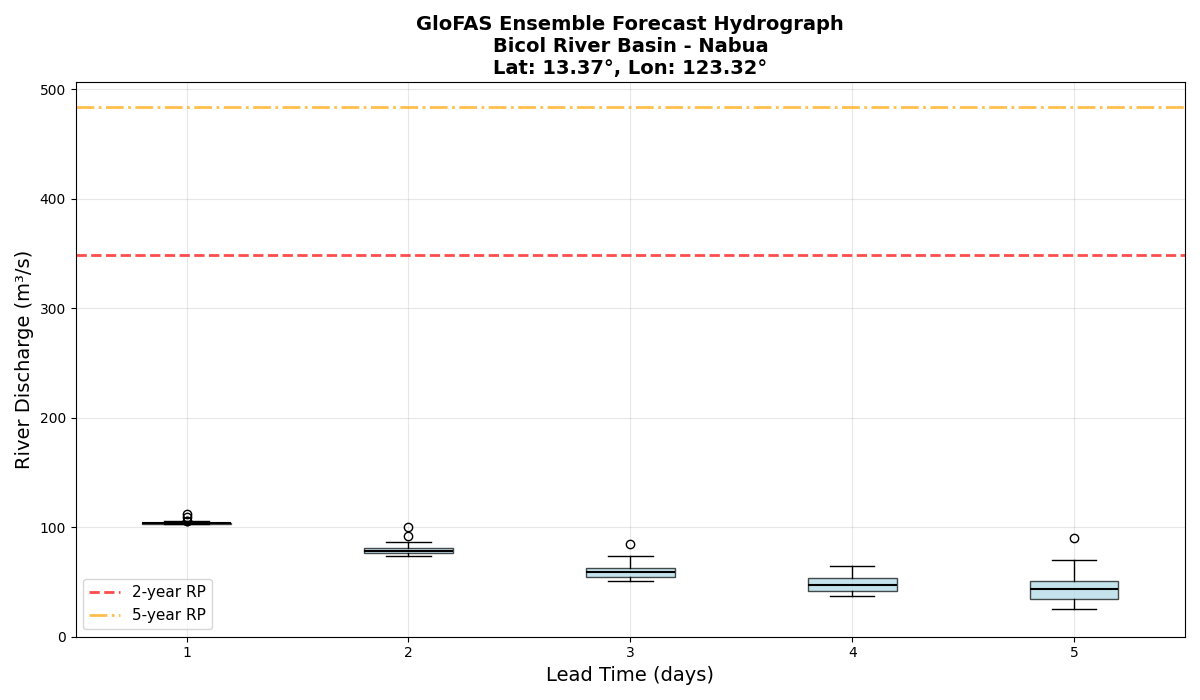 GloFAS Ensemble Forecast Hydrograph
Bicol River Basin - Nabua
Lat: 13.37°, Lon: 123.32°
River Discharge (m³/s)
500
400
300
200
100
0
2-year RP
5-year RP
1 2 3 4 5
Lead Time (days)